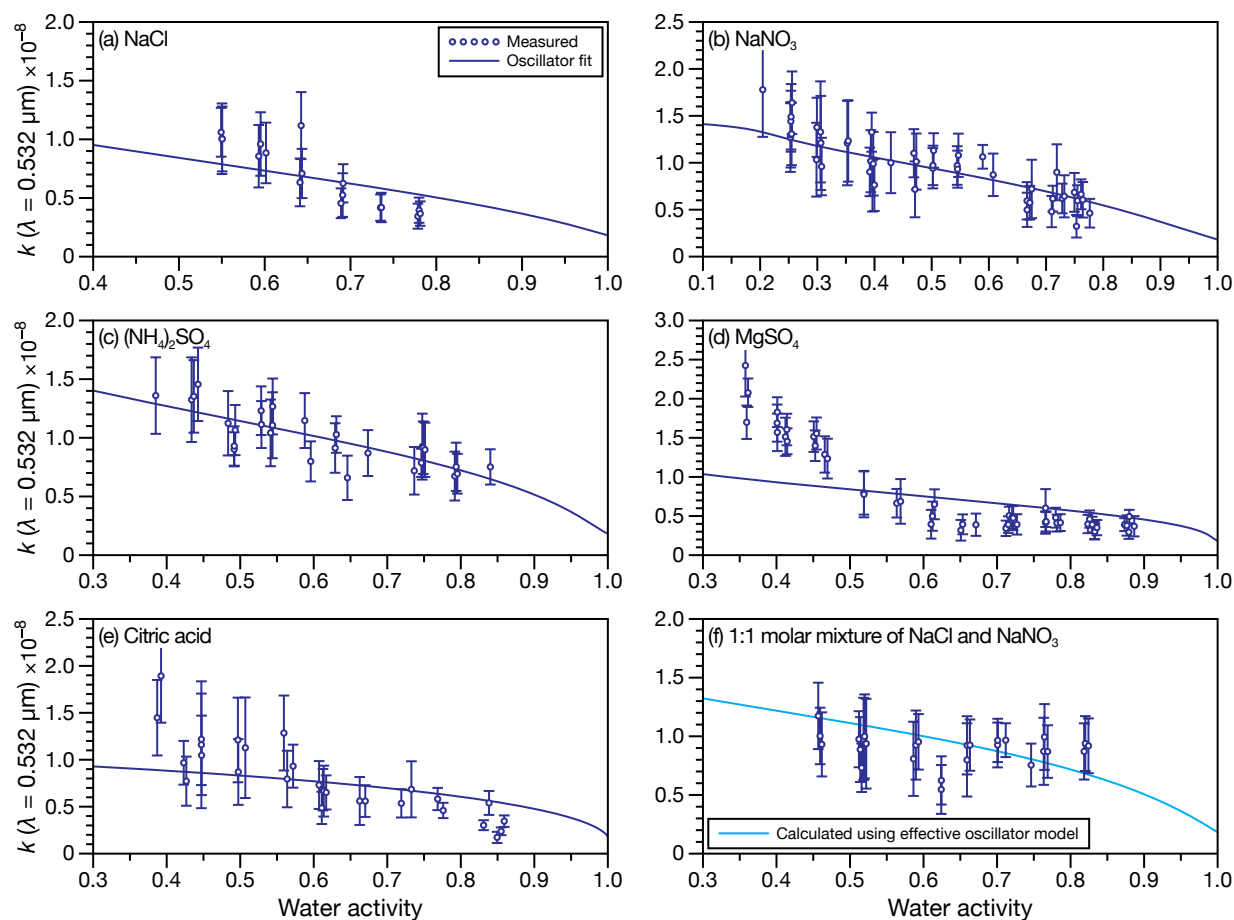 (a) NaCl
Measured
Oscillator fit
k (λ = 0.532 µm) ×10⁻⁸
2.0
1.5
1.0
0.5
0
0.4 0.5 0.6 0.7 0.8 0.9 1.0
(b) NaNO₃
2.5
2.0
1.5
1.0
0.5
0
0.1 0.2 0.3 0.4 0.5 0.6 0.7 0.8 0.9 1.0
(c) (NH₄)₂SO₄
k (λ = 0.532 µm) ×10⁻⁸
2.0
1.5
1.0
0.5
0
0.3 0.4 0.5 0.6 0.7 0.8 0.9 1.0
(d) MgSO₄
3.0
2.5
2.0
1.5
1.0
0.5
0
0.3 0.4 0.5 0.6 0.7 0.8 0.9 1.0
(e) Citric acid
k (λ = 0.532 µm) ×10⁻⁸
2.5
2.0
1.5
1.0
0.5
0
0.3 0.4 0.5 0.6 0.7 0.8 0.9 1.0
Water activity
(f) 1:1 molar mixture of NaCl and NaNO₃
2.0
1.5
1.0
0.5
0
Calculated using effective oscillator model
0.3 0.4 0.5 0.6 0.7 0.8 0.9 1.0
Water activity